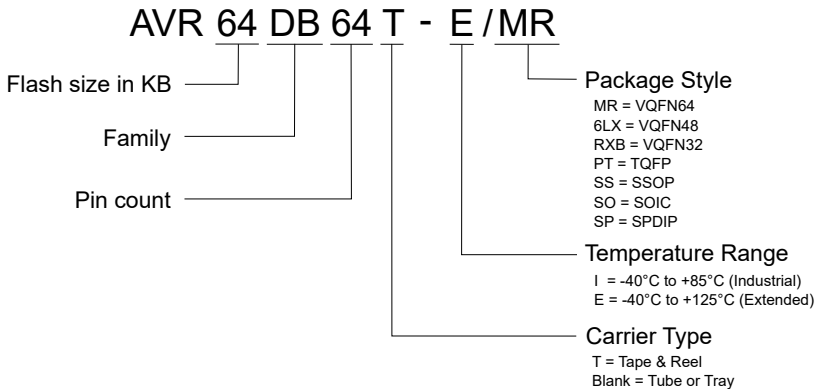 AVR 64 DB 64 T - E / MR
Flash size in KB
Family
Pin count
Package Style
MR = VQFN64
6LX = VQFN48
RXB = VQFN32
PT = TQFP
SS = SSOP
SO = SOIC
SP = SPDIP
Temperature Range
I = -40°C to +85°C (Industrial)
E = -40°C to +125°C (Extended)
Carrier Type
T = Tape & Reel
Blank = Tube or Tray